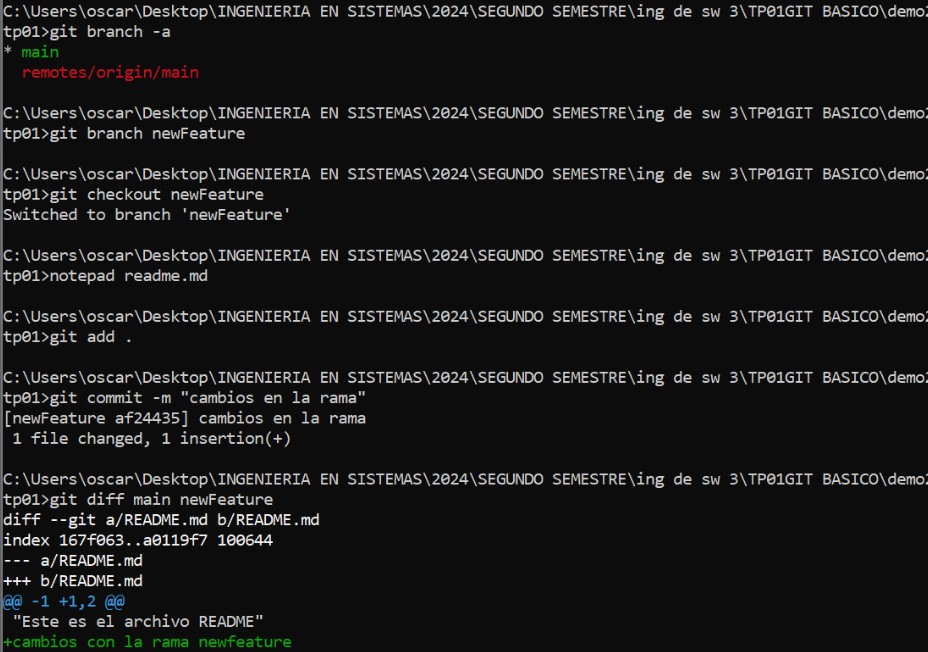 C:\Users\oscar\Desktop\INGENIERIA EN SISTEMAS\2024\SEGUNDO SEMESTRE\ing de sw 3\TP01GIT BASICO\demo2
tp01>git branch -a
* main
  remotes/origin/main
C:\Users\oscar\Desktop\INGENIERIA EN SISTEMAS\2024\SEGUNDO SEMESTRE\ing de sw 3\TP01GIT BASICO\demo2
tp01>git branch newFeature
C:\Users\oscar\Desktop\INGENIERIA EN SISTEMAS\2024\SEGUNDO SEMESTRE\ing de sw 3\TP01GIT BASICO\demo2
tp01>git checkout newFeature
Switched to branch 'newFeature'
C:\Users\oscar\Desktop\INGENIERIA EN SISTEMAS\2024\SEGUNDO SEMESTRE\ing de sw 3\TP01GIT BASICO\demo2
tp01>notepad readme.md
C:\Users\oscar\Desktop\INGENIERIA EN SISTEMAS\2024\SEGUNDO SEMESTRE\ing de sw 3\TP01GIT BASICO\demo2
tp01>git add .
C:\Users\oscar\Desktop\INGENIERIA EN SISTEMAS\2024\SEGUNDO SEMESTRE\ing de sw 3\TP01GIT BASICO\demo2
tp01>git commit -m "cambios en la rama"
[newFeature af24435] cambios en la rama
 1 file changed, 1 insertion(+)
C:\Users\oscar\Desktop\INGENIERIA EN SISTEMAS\2024\SEGUNDO SEMESTRE\ing de sw 3\TP01GIT BASICO\demo2
tp01>git diff main newFeature
diff --git a/README.md b/README.md
index 167f063..a0119f7 100644
--- a/README.md
+++ b/README.md
@@ -1 +1,2 @@
 "Este es el archivo README"
+cambios con la rama newfeature